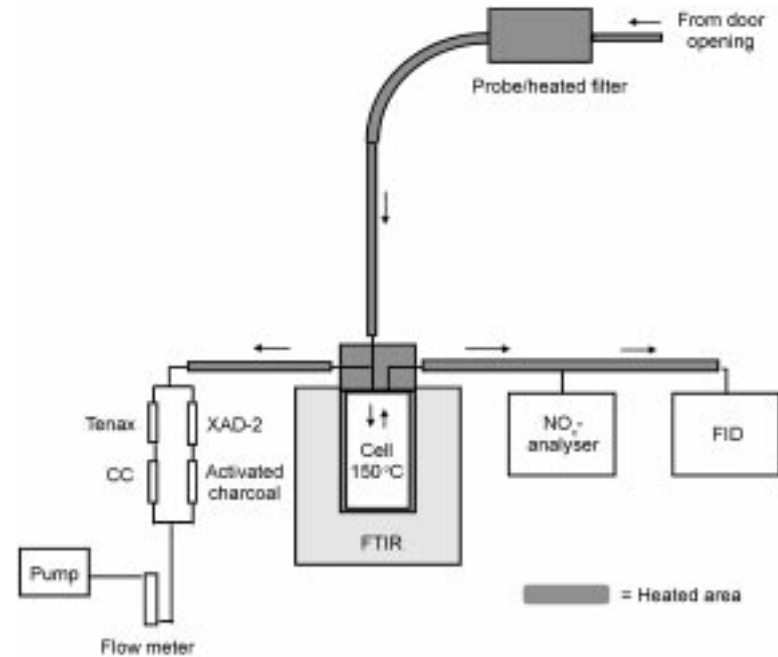 From door
opening
Probe/heated filter
Tenax
XAD-2
CC
Activated
charcoal
Cell
150°C
FTIR
NOx-
analyser
FID
Pump
Flow meter
= Heated area